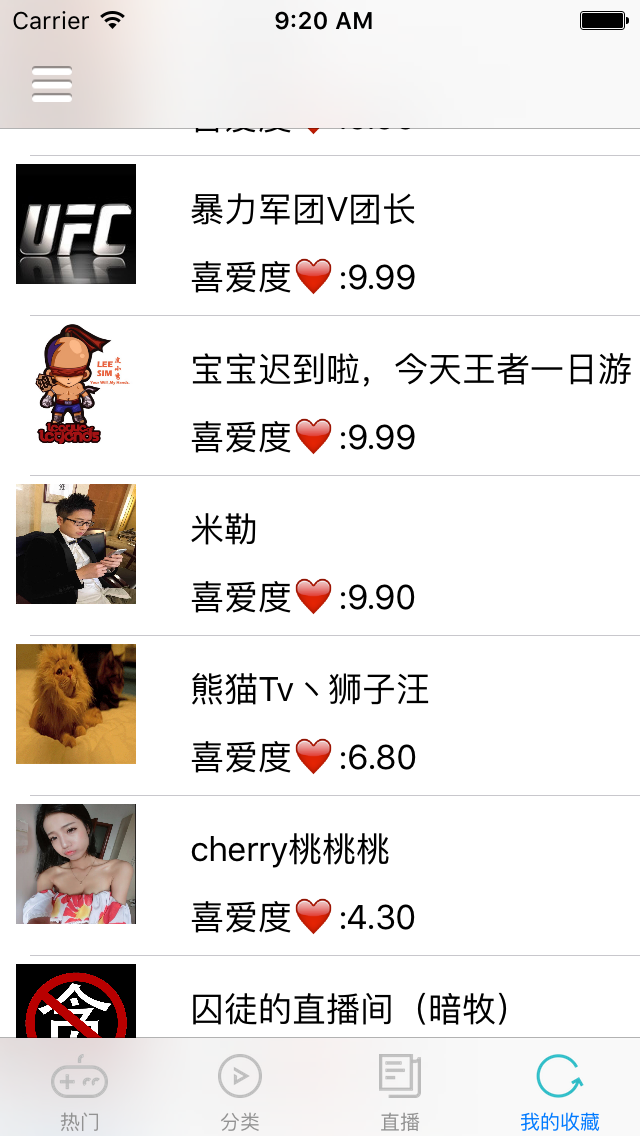 Carrier
9:20 AM
UFC
暴力军团V团长
喜爱度❤️:9.99
LEE
SIM
宝宝迟到啦，今天王者一日游
喜爱度❤️:9.99
米勒
喜爱度❤️:9.90
熊猫Tv丶狮子汪
喜爱度❤️:6.80
cherry桃桃桃
喜爱度❤️:4.30
囚徒的直播间（暗牧）
热门
分类
直播
我的收藏